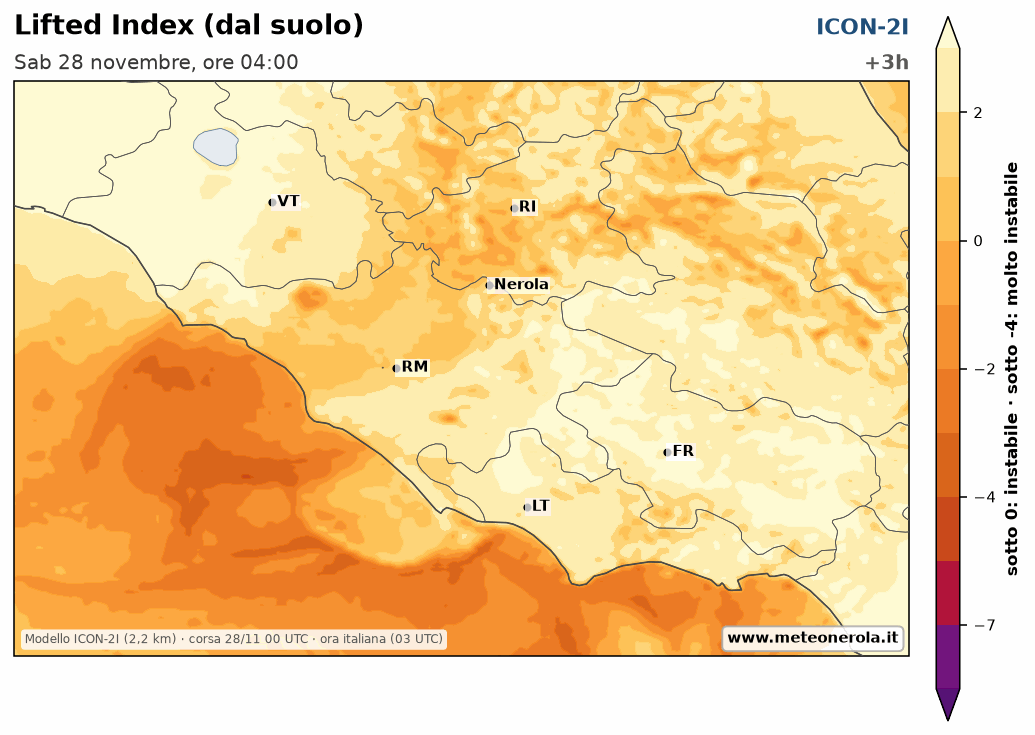 Lifted Index (dal suolo)
ICON-2I
Sab 28 novembre, ore 04:00
+3h
VT
RI
Nerola
RM
FR
LT
Modello ICON-2I (2,2 km) · corsa 28/11 00 UTC · ora italiana (03 UTC)
www.meteonerola.it
2
0
−2
−4
−7
sotto 0: instabile · sotto -4: molto instabile